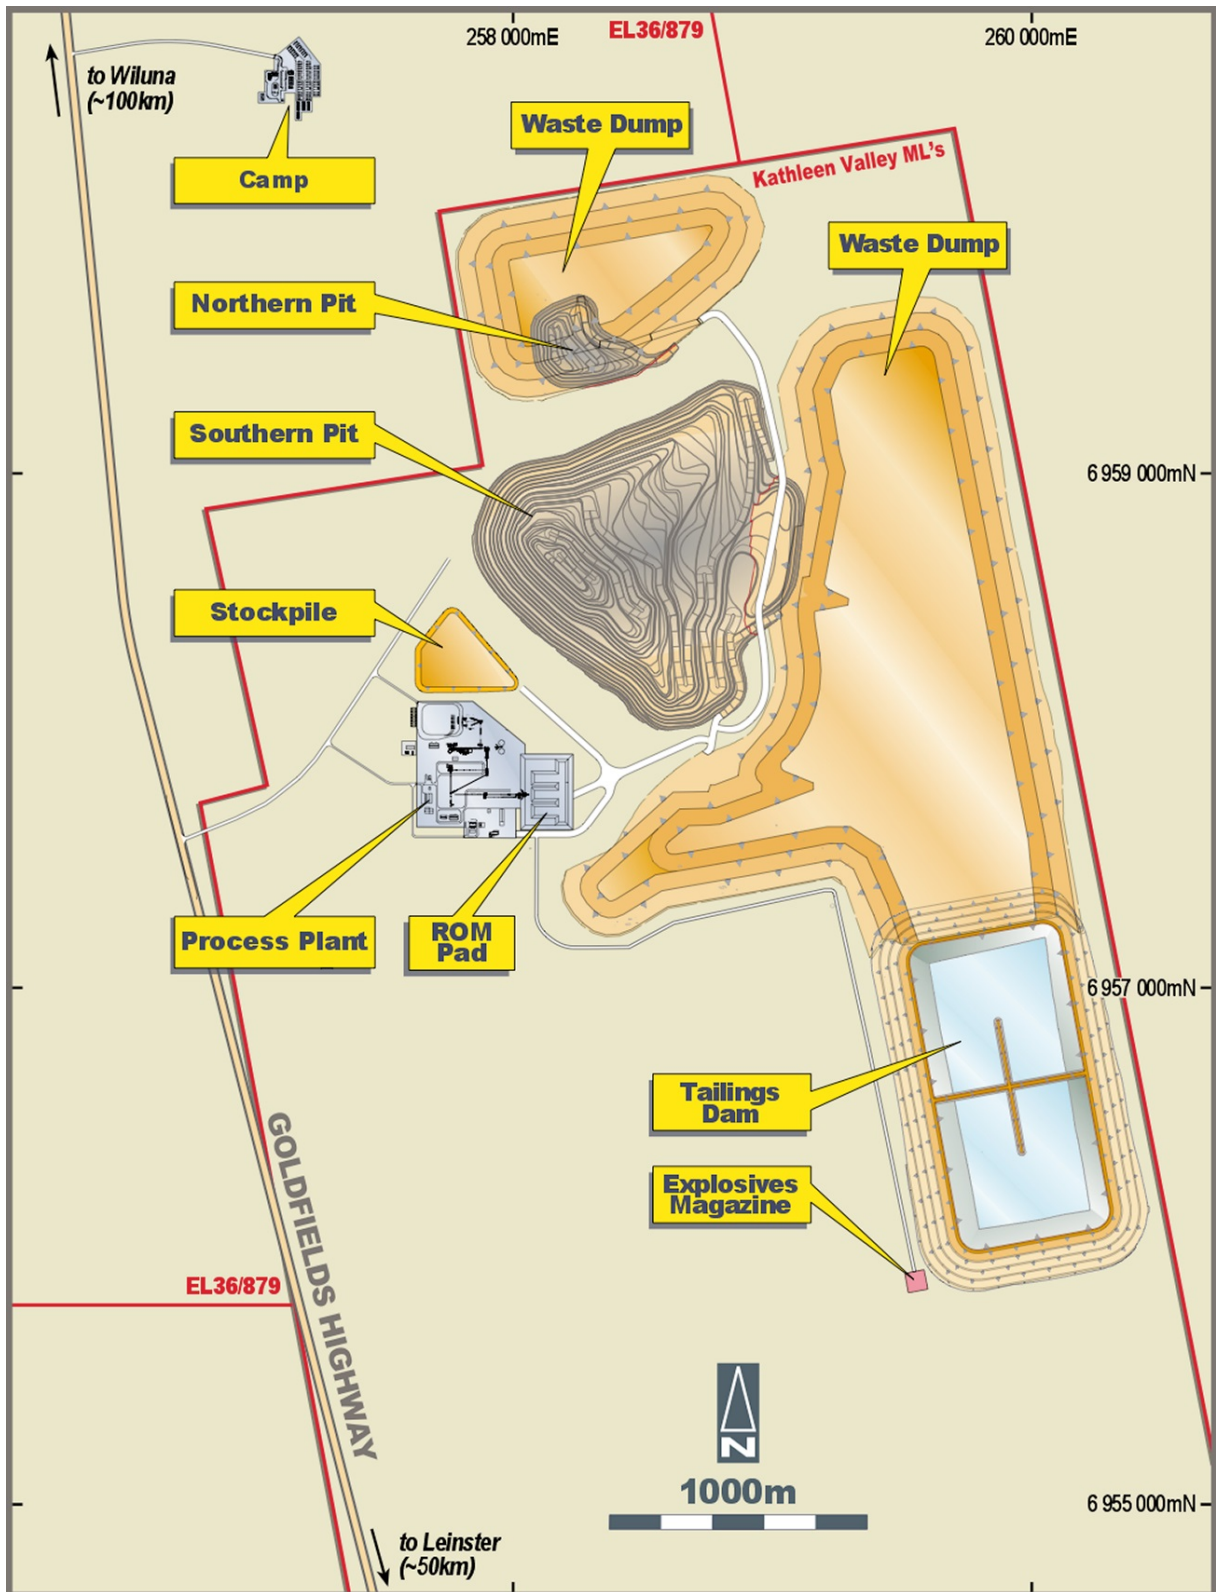 258 000mE
EL36/879
260 000mE
to Wiluna
(~100km)
Waste Dump
Kathleen Valley ML's
Camp
Waste Dump
Northern Pit
Southern Pit
6 959 000mN
Stockpile
Process Plant
ROM
Pad
6 957 000mN
Tailings
Dam
Explosives
Magazine
GOLDFIELDS HIGHWAY
EL36/879
N
1000m
6 955 000mN
to Leinster
(~50km)